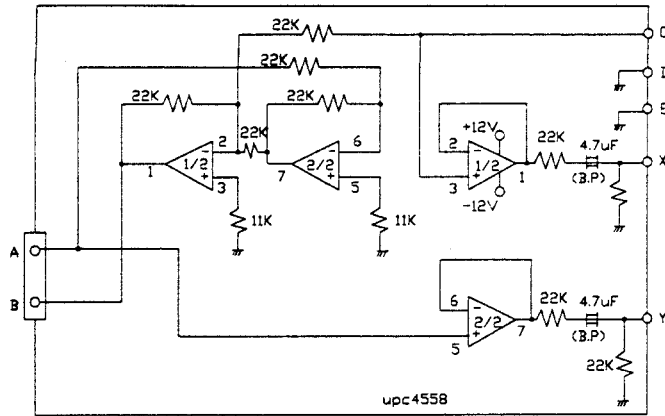 22K
22K
22K
22K
22K
2
1/2
3
1
6
2/2
5
7
11K
11K
+12V
2
1/2
3
1
-12V
22K
4.7uF
(B.P)
X
A
B
6
2/2
5
7
22K
4.7uF
(B.P)
Y
22K
upc4558